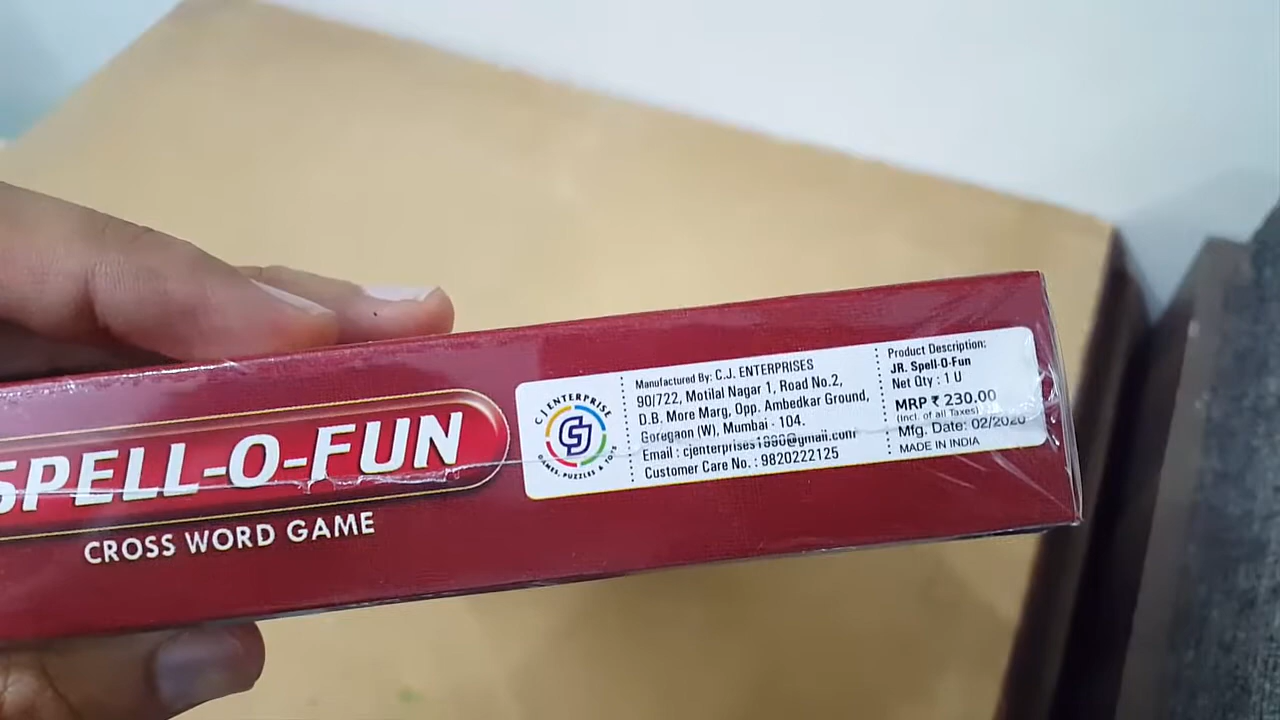 SPELL-O-FUN
CROSS WORD GAME
C J ENTERPRISE
CJ
GAMES, PUZZLES & TOYS
Manufactured By: C.J. ENTERPRISES
90/722, Motilal Nagar 1, Road No.2,
D.B. More Marg, Opp. Ambedkar Ground,
Goregaon (W), Mumbai - 104.
Email : cjenterprises1990@gmail.com
Customer Care No. : 9820222125
Product Description:
JR. Spell-O-Fun
Net Qty : 1 U
MRP ₹ 230.00
(incl. of all Taxes)
Mfg. Date: 02/2020
MADE IN INDIA